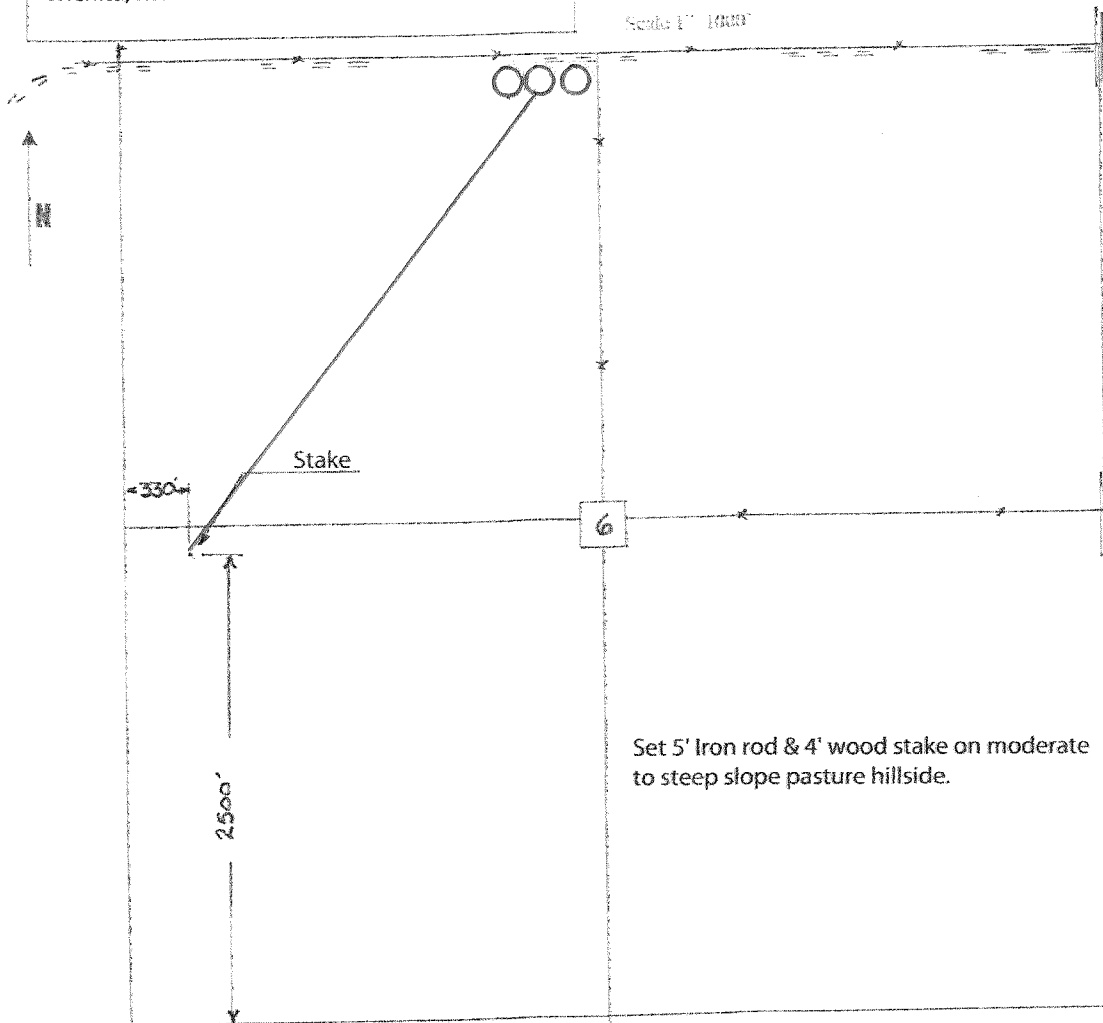 Scale 1" 1000'
N
Stake
330'
6
Set 5' Iron rod & 4' wood stake on moderate
to steep slope pasture hillside.
2500'